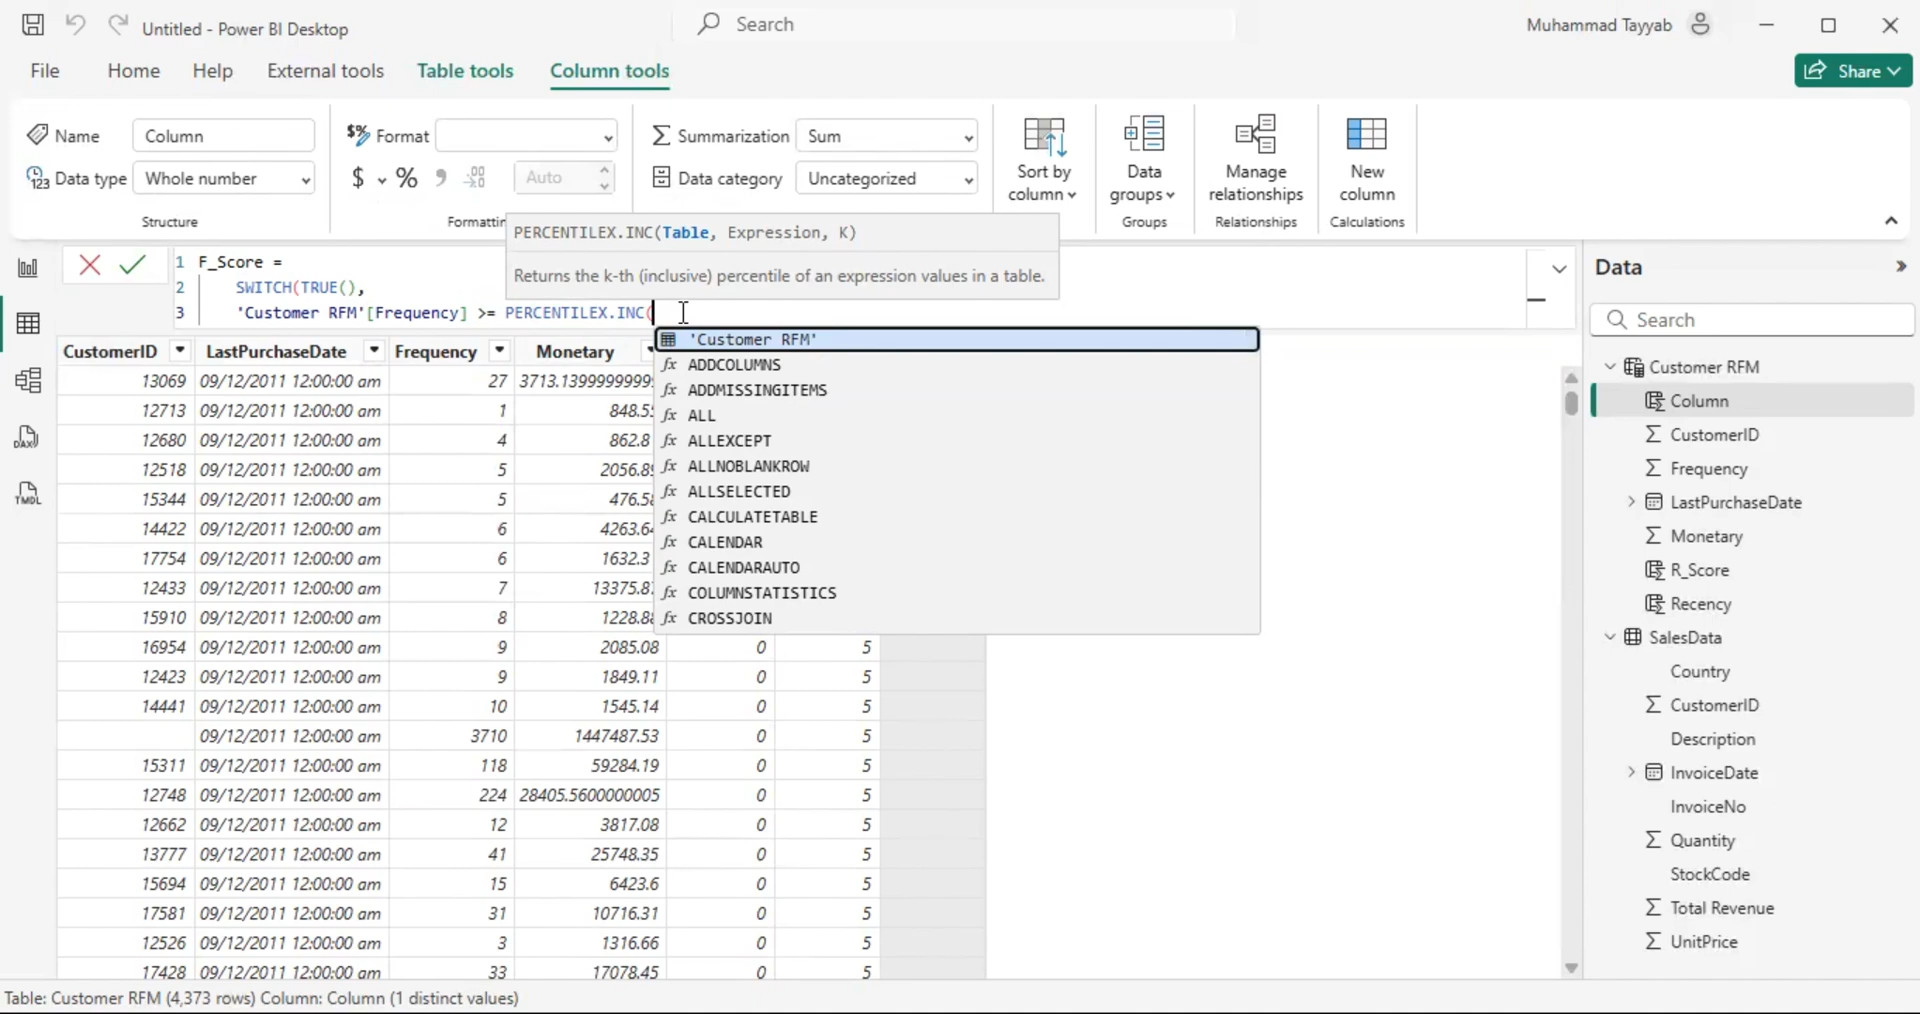 Untitled - Power BI Desktop
Search
Muhammad Tayyab
File Home Help External tools Table tools Column tools
Share
Name Column
$% Format
Summarization Sum
Data type Whole number
$ % Auto
Data category Uncategorized
Sort by column
Data groups
Manage relationships
New column
Structure
Formattin
Groups
Relationships
Calculations
PERCENTILEX.INC(Table, Expression, K)
Returns the k-th (inclusive) percentile of an expression values in a table.
1 F_Score =
2 SWITCH(TRUE(),
3 'Customer RFM'[Frequency] >= PERCENTILEX.INC(
'Customer RFM'
ADDCOLUMNS
ADDMISSINGITEMS
ALL
ALLEXCEPT
ALLNOBLANKROW
ALLSELECTED
CALCULATETABLE
CALENDAR
CALENDARAUTO
COLUMNSTATISTICS
CROSSJOIN
CustomerID LastPurchaseDate Frequency Monetary
13069 09/12/2011 12:00:00 am 27 3713.1399999999
12713 09/12/2011 12:00:00 am 1 848.55
12680 09/12/2011 12:00:00 am 4 862.8
12518 09/12/2011 12:00:00 am 5 2056.89
15344 09/12/2011 12:00:00 am 5 476.58
14422 09/12/2011 12:00:00 am 6 4263.64
17754 09/12/2011 12:00:00 am 6 1632.3
12433 09/12/2011 12:00:00 am 7 13375.87
15910 09/12/2011 12:00:00 am 8 1228.88
16954 09/12/2011 12:00:00 am 9 2085.08 0 5
12423 09/12/2011 12:00:00 am 9 1849.11 0 5
14441 09/12/2011 12:00:00 am 10 1545.14 0 5
09/12/2011 12:00:00 am 3710 1447487.53 0 5
15311 09/12/2011 12:00:00 am 118 59284.19 0 5
12748 09/12/2011 12:00:00 am 224 28405.5600000005 0 5
12662 09/12/2011 12:00:00 am 12 3817.08 0 5
13777 09/12/2011 12:00:00 am 41 25748.35 0 5
15694 09/12/2011 12:00:00 am 15 6423.6 0 5
17581 09/12/2011 12:00:00 am 31 10716.31 0 5
12526 09/12/2011 12:00:00 am 3 1316.66 0 5
17428 09/12/2011 12:00:00 am 33 17078.45 0 5
Data
Search
Customer RFM
Column
CustomerID
Frequency
LastPurchaseDate
Monetary
R_Score
Recency
SalesData
Country
CustomerID
Description
InvoiceDate
InvoiceNo
Quantity
StockCode
Total Revenue
UnitPrice
DAX
TMDL
Table: Customer RFM (4,373 rows) Column: Column (1 distinct values)